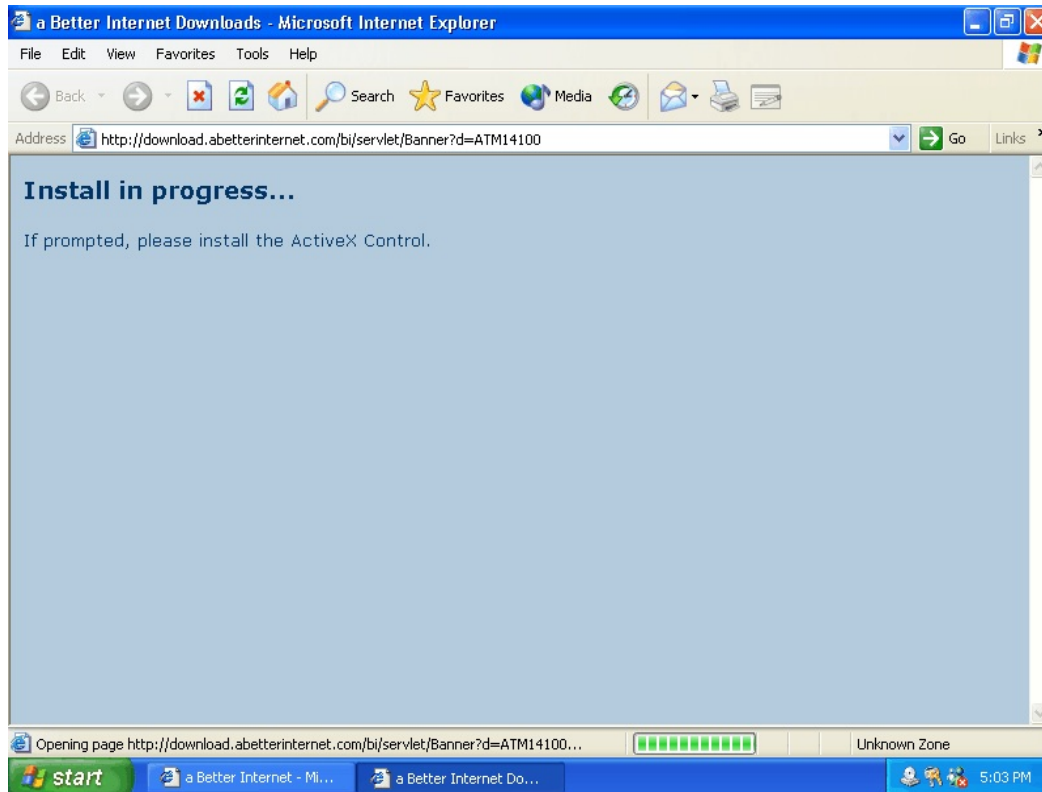 a Better Internet Downloads - Microsoft Internet Explorer
File Edit View Favorites Tools Help
Back Search Favorites Media
Address http://download.abetterinternet.com/bi/servlet/Banner?d=ATM14100 Go Links
Install in progress...
If prompted, please install the ActiveX Control.
Opening page http://download.abetterinternet.com/bi/servlet/Banner?d=ATM14100... Unknown Zone
start a Better Internet - Mi... a Better Internet Do... 5:03 PM